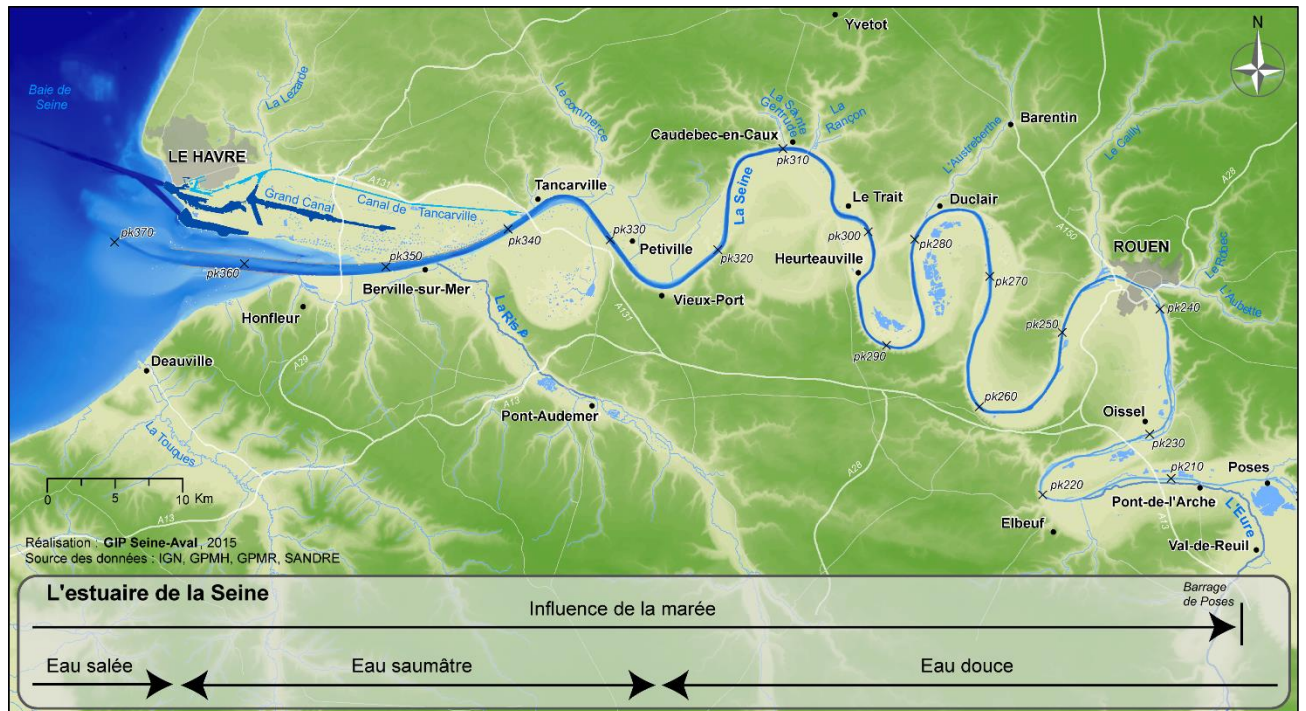 Yvetot
N
Baie de
Seine
La Lézarde
Le commerce
La Sainte
Gertrude
La
Rançon
Barentin
L'Austreberthe
Le Cailly
Caudebec-en-Caux
pk310
A28
LE HAVRE
A131
Tancarville
La Seine
Le Trait
Duclair
Grand Canal
Canal de
Tancarville
pk370
pk340
pk330
Petiville
pk320
pk300
pk280
A150
ROUEN
Le Robec
L'Aubette
pk360
pk350
Berville-sur-Mer
Heurteauville
pk270
Vieux-Port
Honfleur
La Risle
A131
pk250
pk240
A29
pk290
Deauville
A13
Pont-Audemer
pk260
Oissel
pk230
La Touques
A28
pk210
Poses
pk220
Pont-de-l'Arche
L'Eure
0 5 10 Km
A13
Elbeuf
A13
Val-de-Reuil
Réalisation : GIP Seine-Aval, 2015
Source des données : IGN, GPMH, GPMR, SANDRE
L'estuaire de la Seine
Barrage
de Poses
Influence de la marée
Eau salée
Eau saumâtre
Eau douce